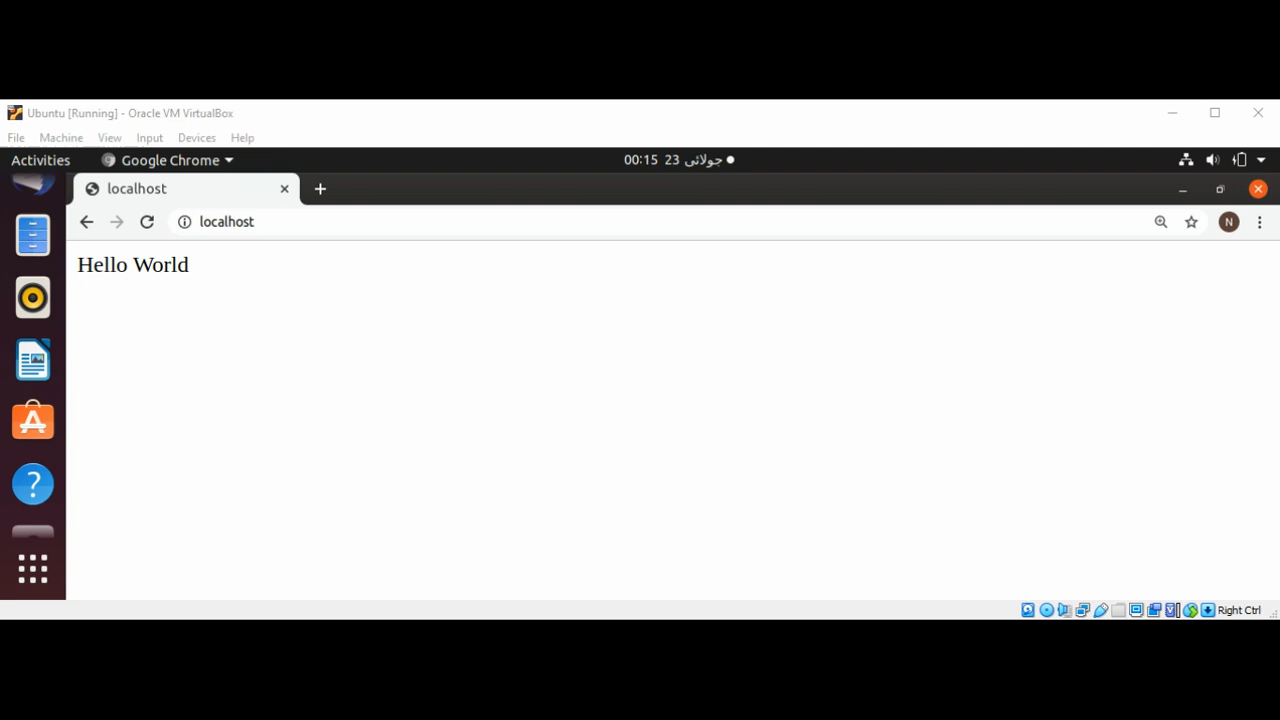 Ubuntu [Running] - Oracle VM VirtualBox
File Machine View Input Devices Help
Activities Google Chrome 00:15 23 جولائی
localhost
localhost N
Hello World
Right Ctrl